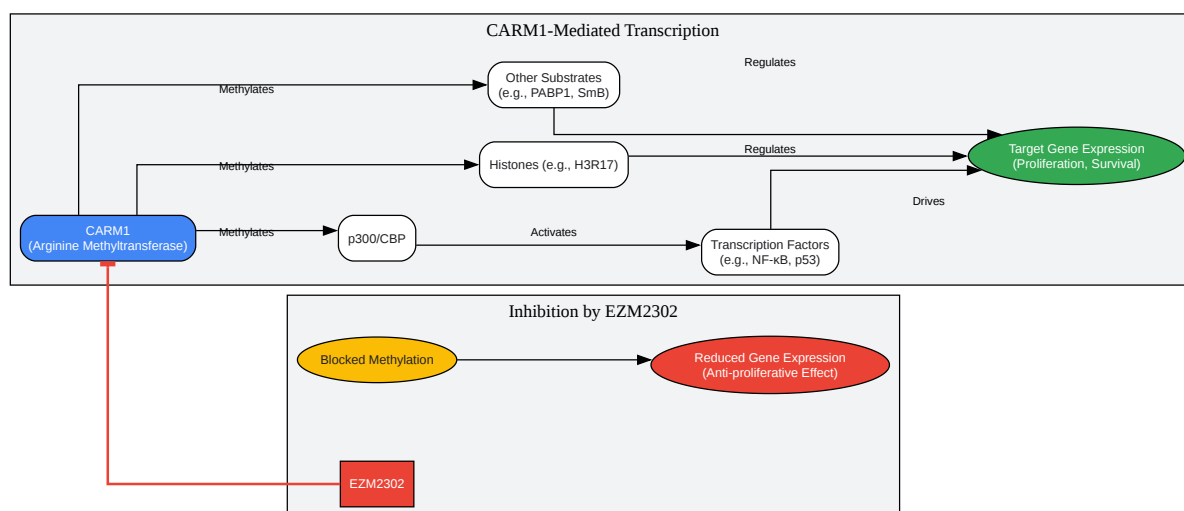 CARM1-Mediated Transcription
Regulates
Other Substrates
(e.g., PABP1, SmB)
Methylates
Target Gene Expression
(Proliferation, Survival)
Histones (e.g., H3R17)
Regulates
Methylates
Drives
CARM1
(Arginine Methyltransferase)
Methylates
p300/CBP
Activates
Transcription Factors
(e.g., NF-κB, p53)
Inhibition by EZM2302
Blocked Methylation
Reduced Gene Expression
(Anti-proliferative Effect)
EZM2302